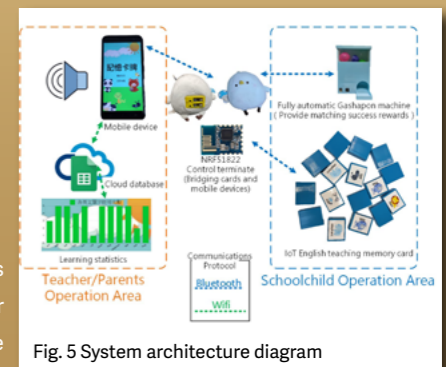 記憶卡牌
Mobile device
Cloud database
Learning statistics
Teacher/Parents
Operation Area
NRF51822
Control terminate
(Bridging cards and
mobile devices)
Communications
Protocol
Bluetooth
Wifi
Fully automatic Gashapon machine
( Provide matching success rewards )
IoT English teaching memory card
Schoolchild Operation Area
s
r
e
Fig. 5 System architecture diagram